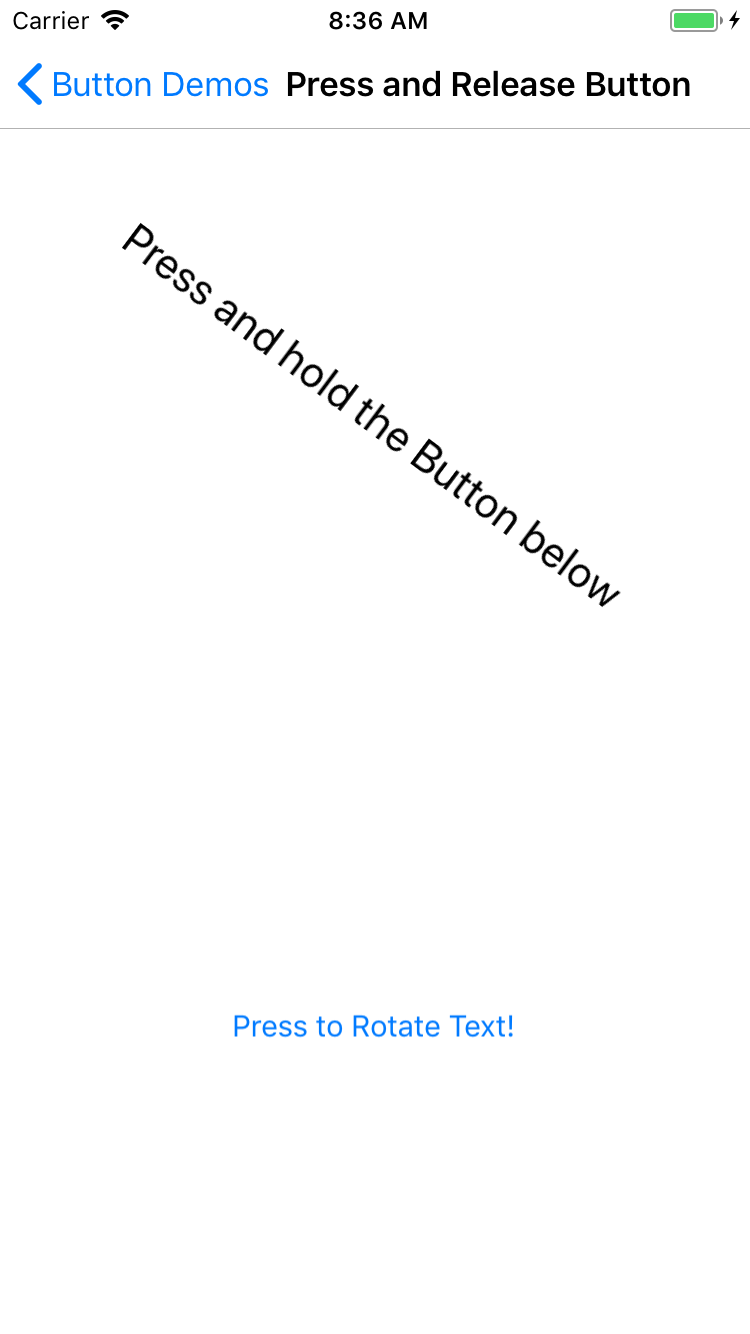 Carrier 8:36 AM
Button Demos Press and Release Button
Press and hold the Button below
Press to Rotate Text!